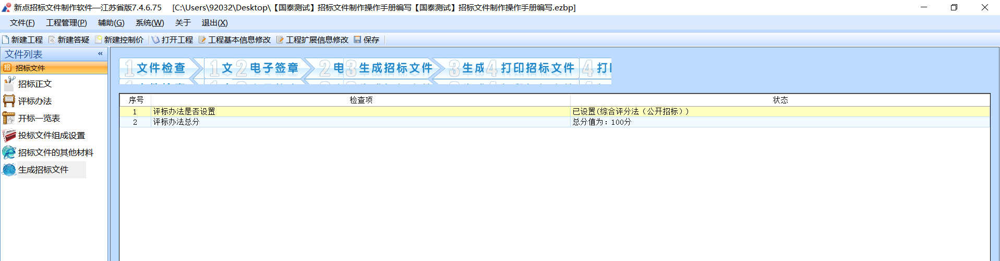 新点招标文件制作软件—江苏省版7.4.6.75 [C:\Users\92032\Desktop\【国泰测试】招标文件制作操作手册编写【国泰测试】招标文件制作操作手册编写.ezbp]
文件(F) 工程管理(P) 辅助(G) 系统(W) 关于 退出(X)
新建工程 新建答疑 新建控制价 打开工程 工程基本信息修改 工程扩展信息修改 保存
文件列表 «
招 招标文件
招标正文
评标办法
开标一览表
投标文件组成设置
招标文件的其他材料
生成招标文件
1 文件检查 1 文 2 电子签章 2 电 3 生成招标文件 3 生成 4 打印招标文件 4 打
序号 检查项 状态
1 评标办法是否设置 已设置(综合评分法（公开招标）)
2 评标办法总分 总分值为：100分